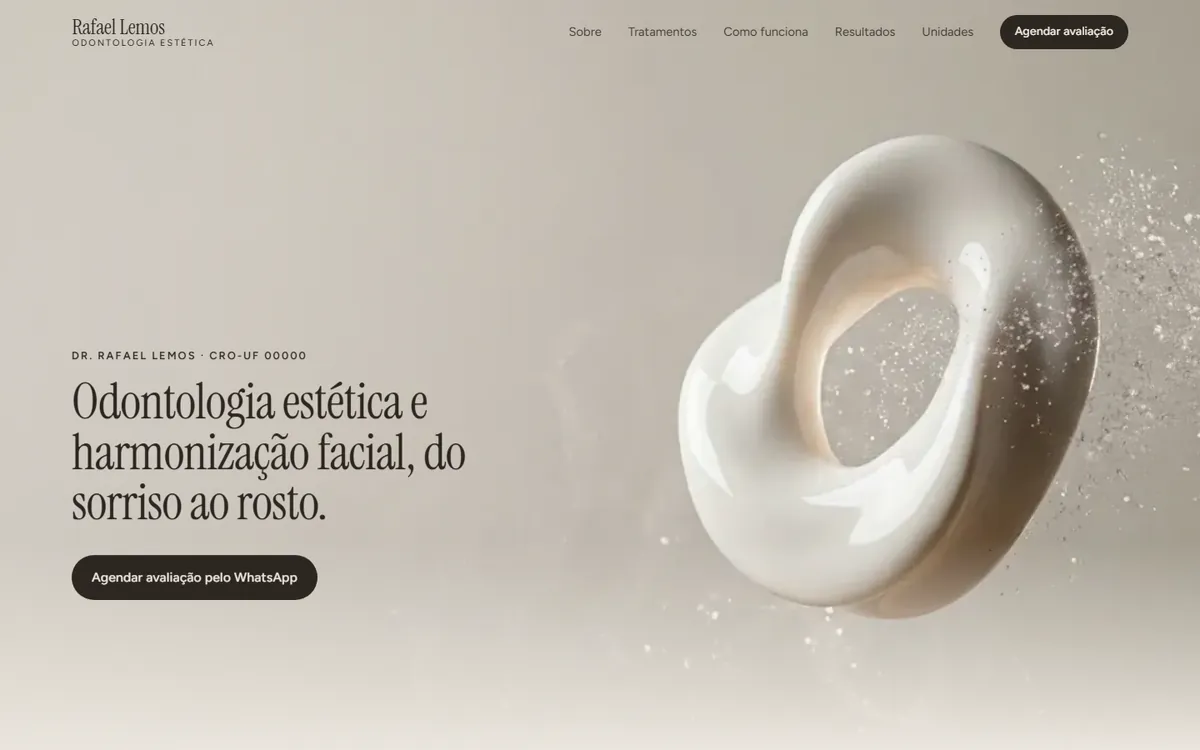 Rafael Lemos
ODONTOLOGIA ESTÉTICA
Sobre
Tratamentos
Como funciona
Resultados
Unidades
Agendar avaliação
DR. RAFAEL LEMOS · CRO-UF 00000
Odontologia estética e
harmonização facial, do
sorriso ao rosto.
Agendar avaliação pelo WhatsApp